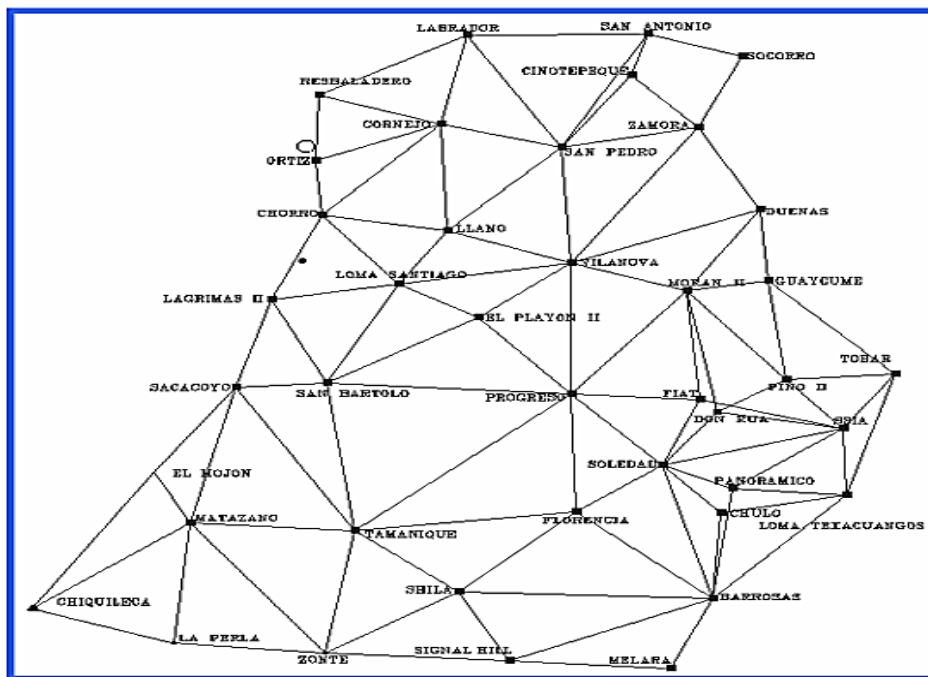 LABRADOR
SAN ANTONIO
SOCORRO
CINOTEPEQUE
RESBALADERO
CORNEJO
ZAMORA
SAN PEDRO
ORTIZ
CHORRO
DUENAS
LLANO
VILANOVA
LOMA SANTIAGO
MORAN II
GUAYCUME
LAGRIMAS II
EL PLAYON II
TOBAR
SACACOYO
SAN BARTOLO
PROGRESO
FIAT
PINO II
DON RUA
SSIA
SOLEDAD
EL MOJON
PANORAMICO
MATAZANO
CHULO
FLORENCIA
LOMA TEXACUANGOS
TAMANIQUE
SHILA
BARROSAS
CHIQUILECA
LA PERLA
ZONTE
SIGNAL HILL
MELARA